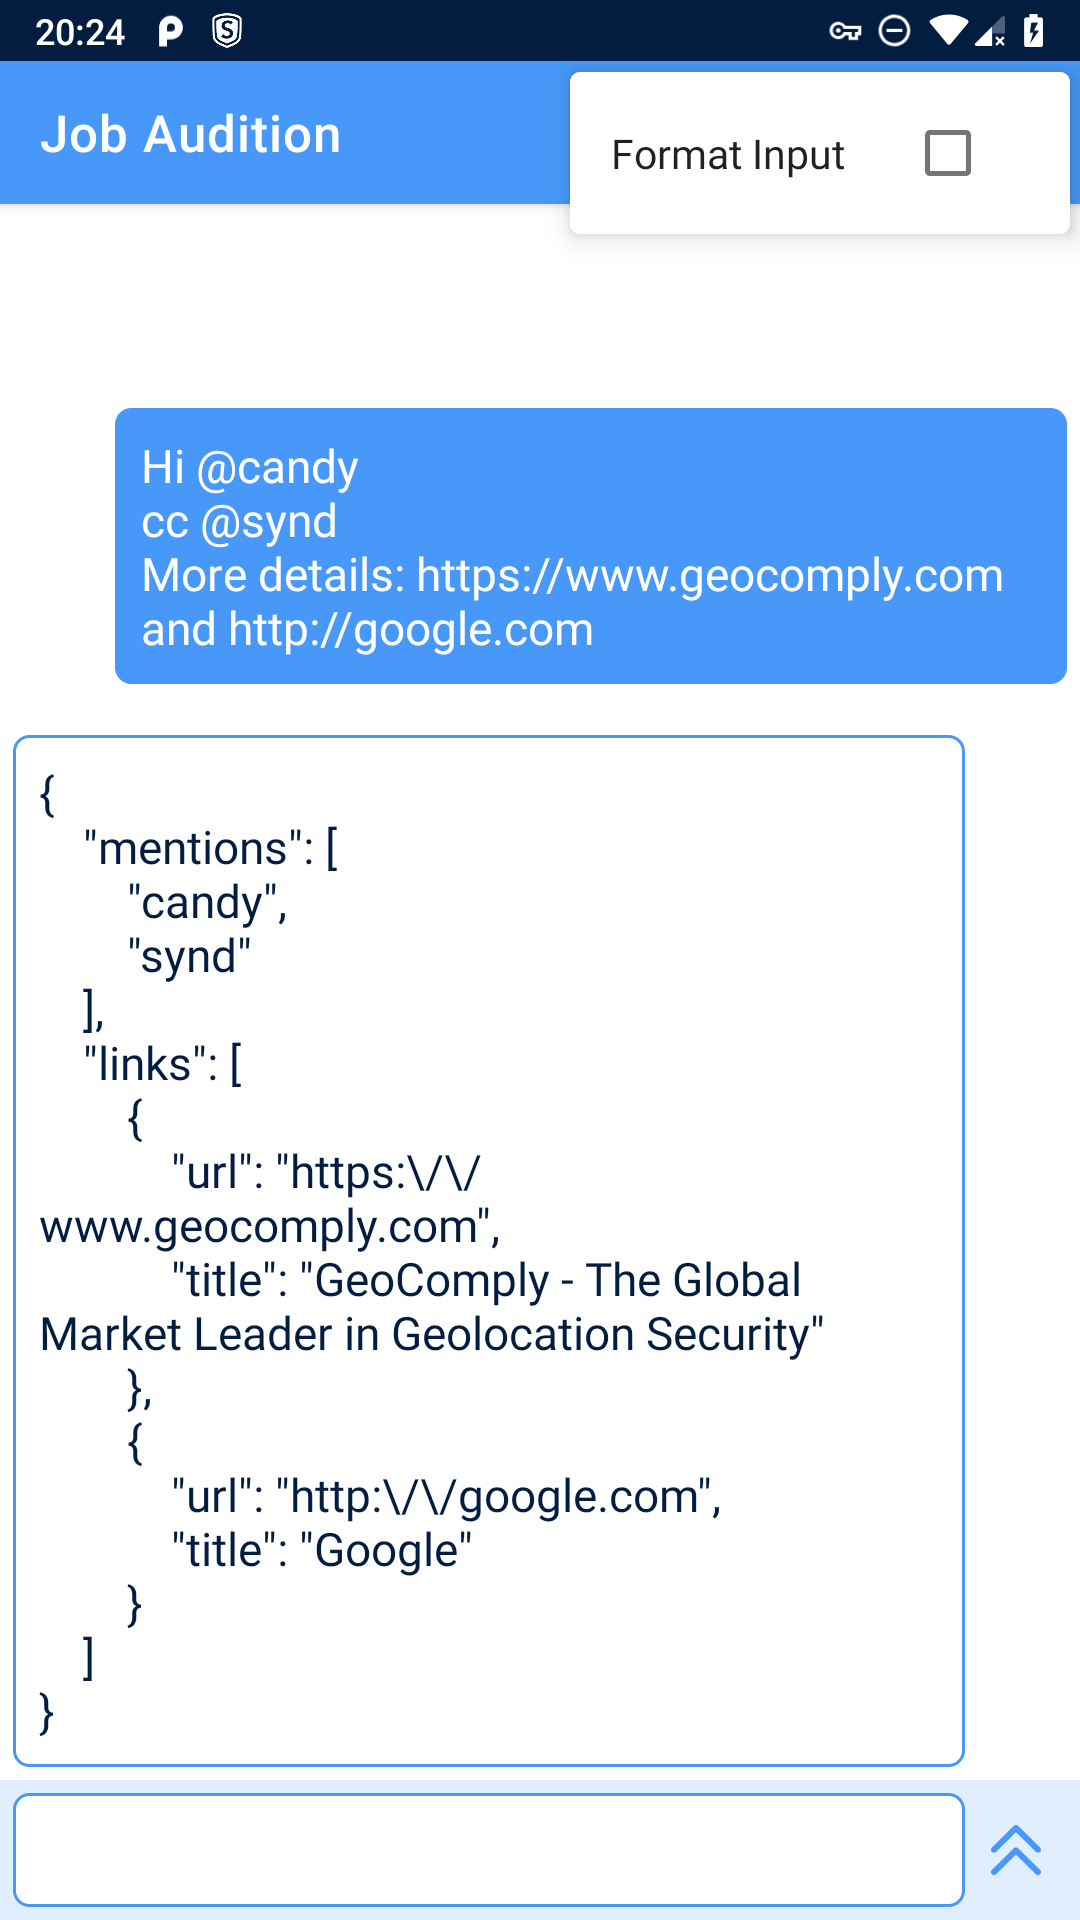 20:24
Job Audition
Format Input
Hi @candy
cc @synd
More details: https://www.geocomply.com
and http://google.com
{
"mentions": [
"candy",
"synd"
],
"links": [
{
"url": "https:\/\/
www.geocomply.com",
"title": "GeoComply - The Global
Market Leader in Geolocation Security"
},
{
"url": "http:\/\/google.com",
"title": "Google"
}
]
}